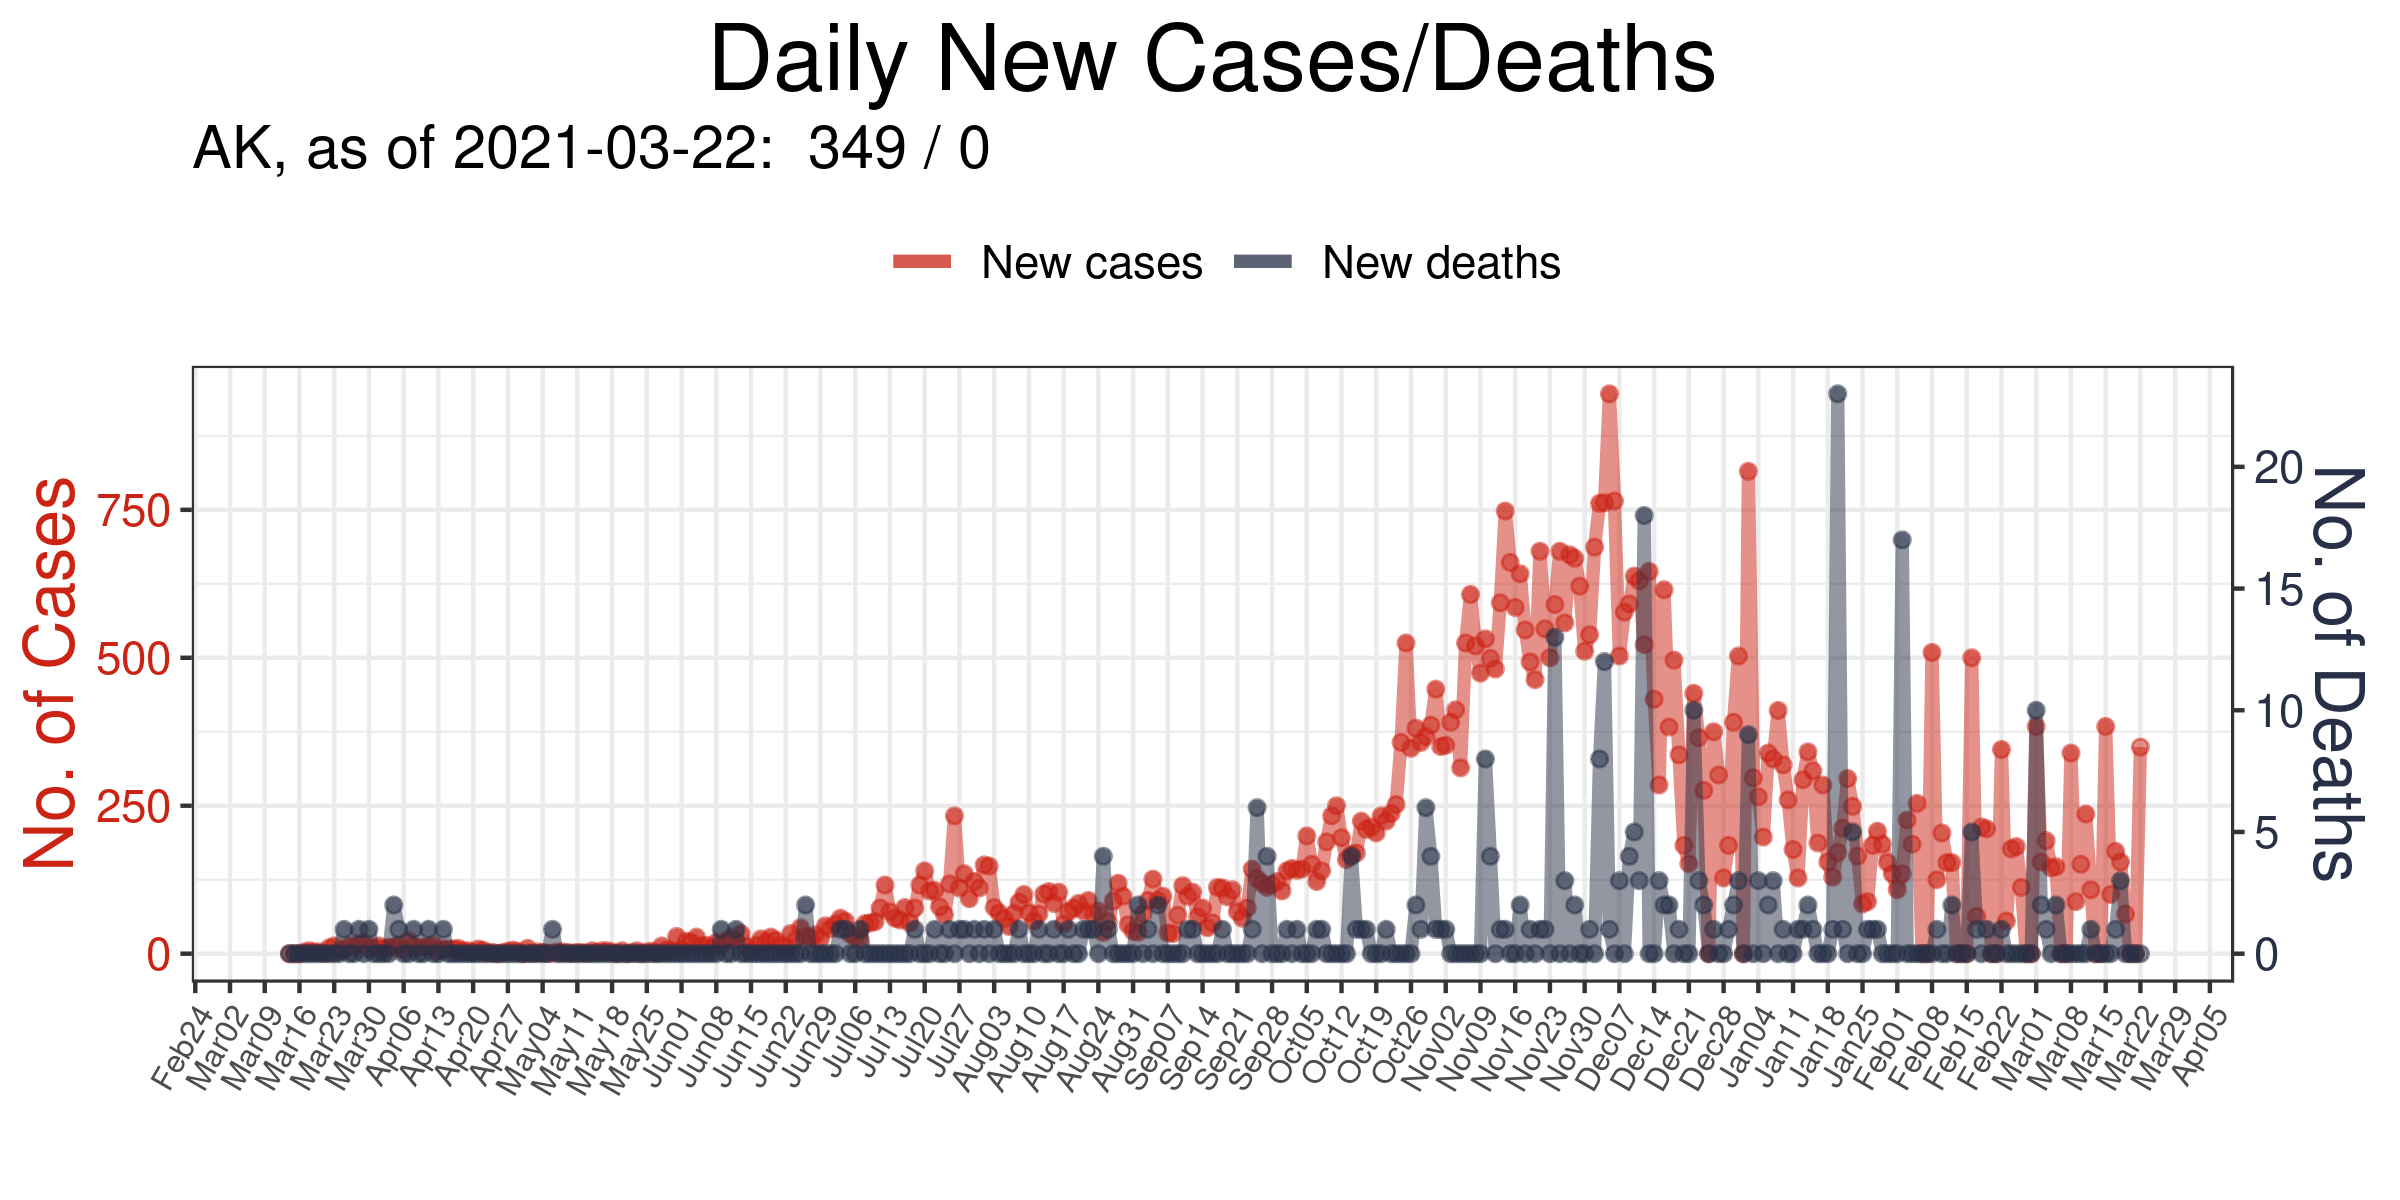 Daily New Cases/Deaths
AK, as of 2021-03-22:  349 / 0
New cases
New deaths
No. of Cases
750
500
250
0
20
15
10
5
0
No. of Deaths
Feb24
Mar02
Mar09
Mar16
Mar23
Mar30
Apr06
Apr13
Apr20
Apr27
May04
May11
May18
May25
Jun01
Jun08
Jun15
Jun22
Jun29
Jul06
Jul13
Jul20
Jul27
Aug03
Aug10
Aug17
Aug24
Aug31
Sep07
Sep14
Sep21
Sep28
Oct05
Oct12
Oct19
Oct26
Nov02
Nov09
Nov16
Nov23
Nov30
Dec07
Dec14
Dec21
Dec28
Jan04
Jan11
Jan18
Jan25
Feb01
Feb08
Feb15
Feb22
Mar01
Mar08
Mar15
Mar22
Mar29
Apr05